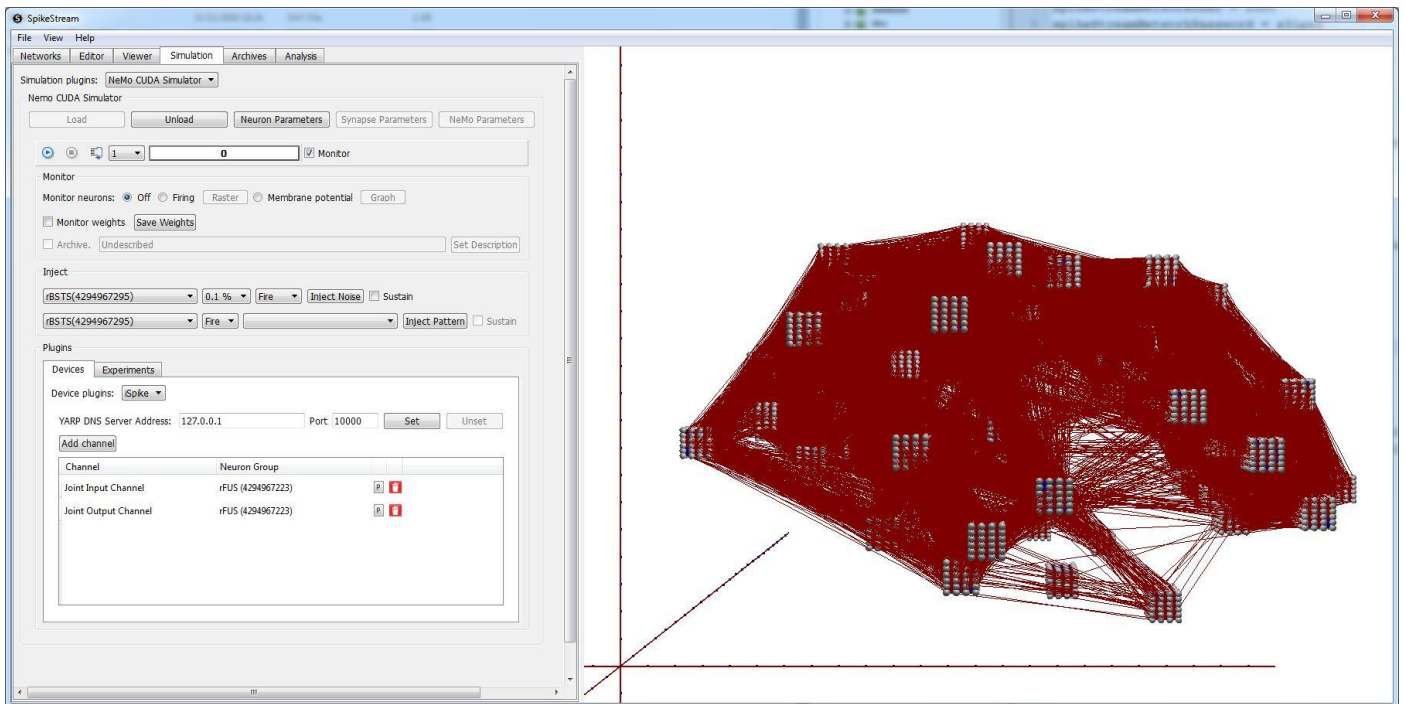 SpikeStream
File View Help
Networks Editor Viewer Simulation Archives Analysis
Simulation plugins: NeMo CUDA Simulator
Nemo CUDA Simulator
Load Unload Neuron Parameters Synapse Parameters NeMo Parameters
1 0 Monitor
Monitor
Monitor neurons: Off Firing Raster Membrane potential Graph
Monitor weights Save Weights
Archive. Undescribed Set Description
Inject
rBSTS(4294967295) 0.1 % Fire Inject Noise Sustain
rBSTS(4294967295) Fire Inject Pattern Sustain
Plugins
Devices Experiments
Device plugins: iSpike
YARP DNS Server Address: 127.0.0.1 Port 10000 Set Unset
Add channel
Channel Neuron Group
Joint Input Channel rFUS (4294967223) P
Joint Output Channel rFUS (4294967223) P